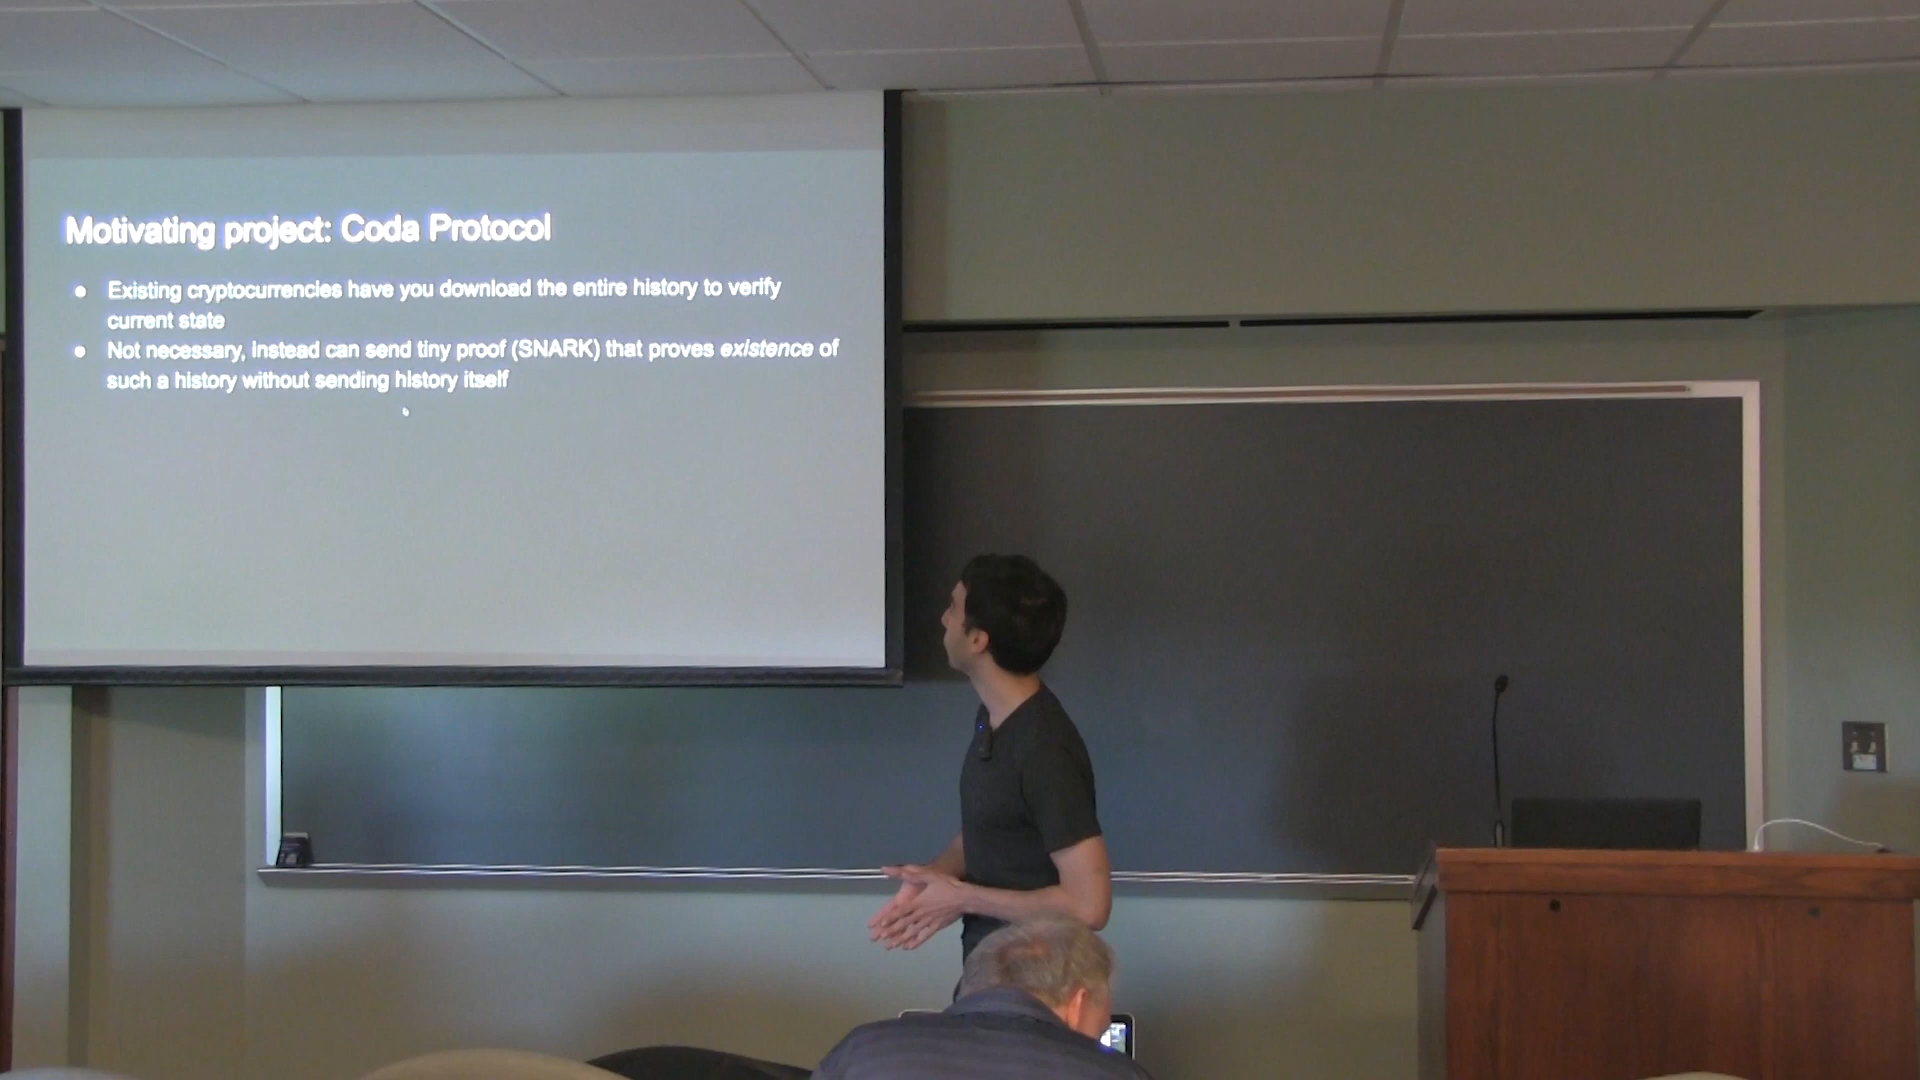 Motivating project: Coda Protocol
● Existing cryptocurrencies have you download the entire history to verify
current state
● Not necessary, instead can send tiny proof (SNARK) that proves existence of
such a history without sending history itself